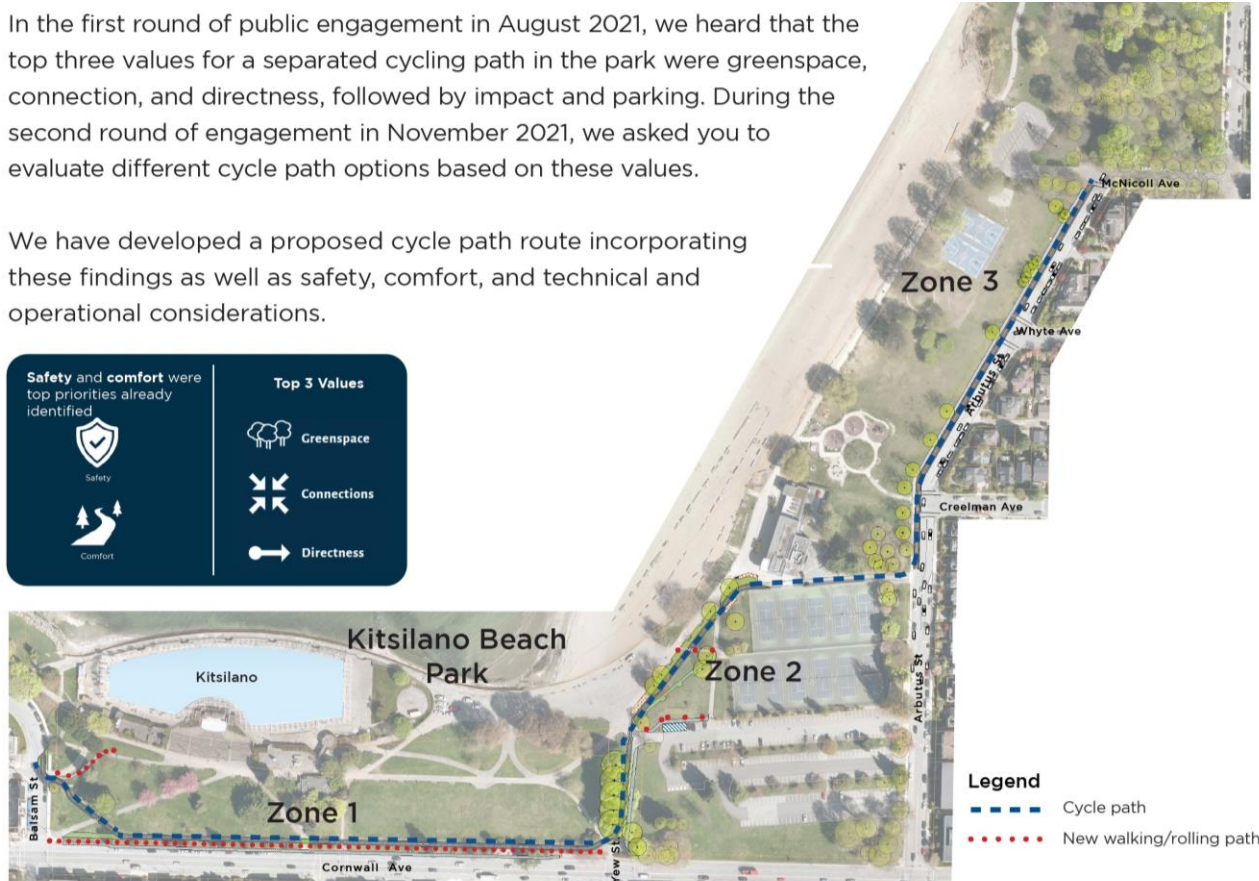 In the first round of public engagement in August 2021, we heard that the
top three values for a separated cycling path in the park were greenspace,
connection, and directness, followed by impact and parking. During the
second round of engagement in November 2021, we asked you to
evaluate different cycle path options based on these values.
We have developed a proposed cycle path route incorporating
these findings as well as safety, comfort, and technical and
operational considerations.
Safety and comfort were
top priorities already
identified
Safety
Comfort
Top 3 Values
Greenspace
Connections
Directness
McNicoll Ave
Zone 3
Whyte Ave
Arbutus St
Creelman Ave
Kitsilano Beach
Park
Kitsilano
Zone 2
Arbutus St
Balsam St
Zone 1
Yew St
Cornwall Ave
Legend
Cycle path
New walking/rolling path